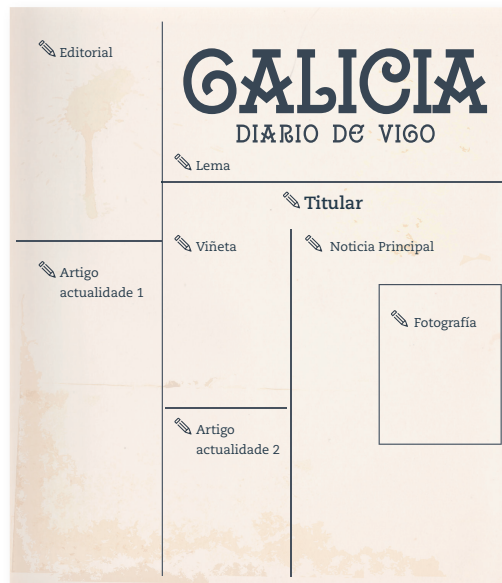 Editorial
GALICIA
DIARIO DE VIGO
Lema
Titular
Viñeta
Noticia Principal
Artigo
actualidade 1
Fotografía
Artigo
actualidade 2